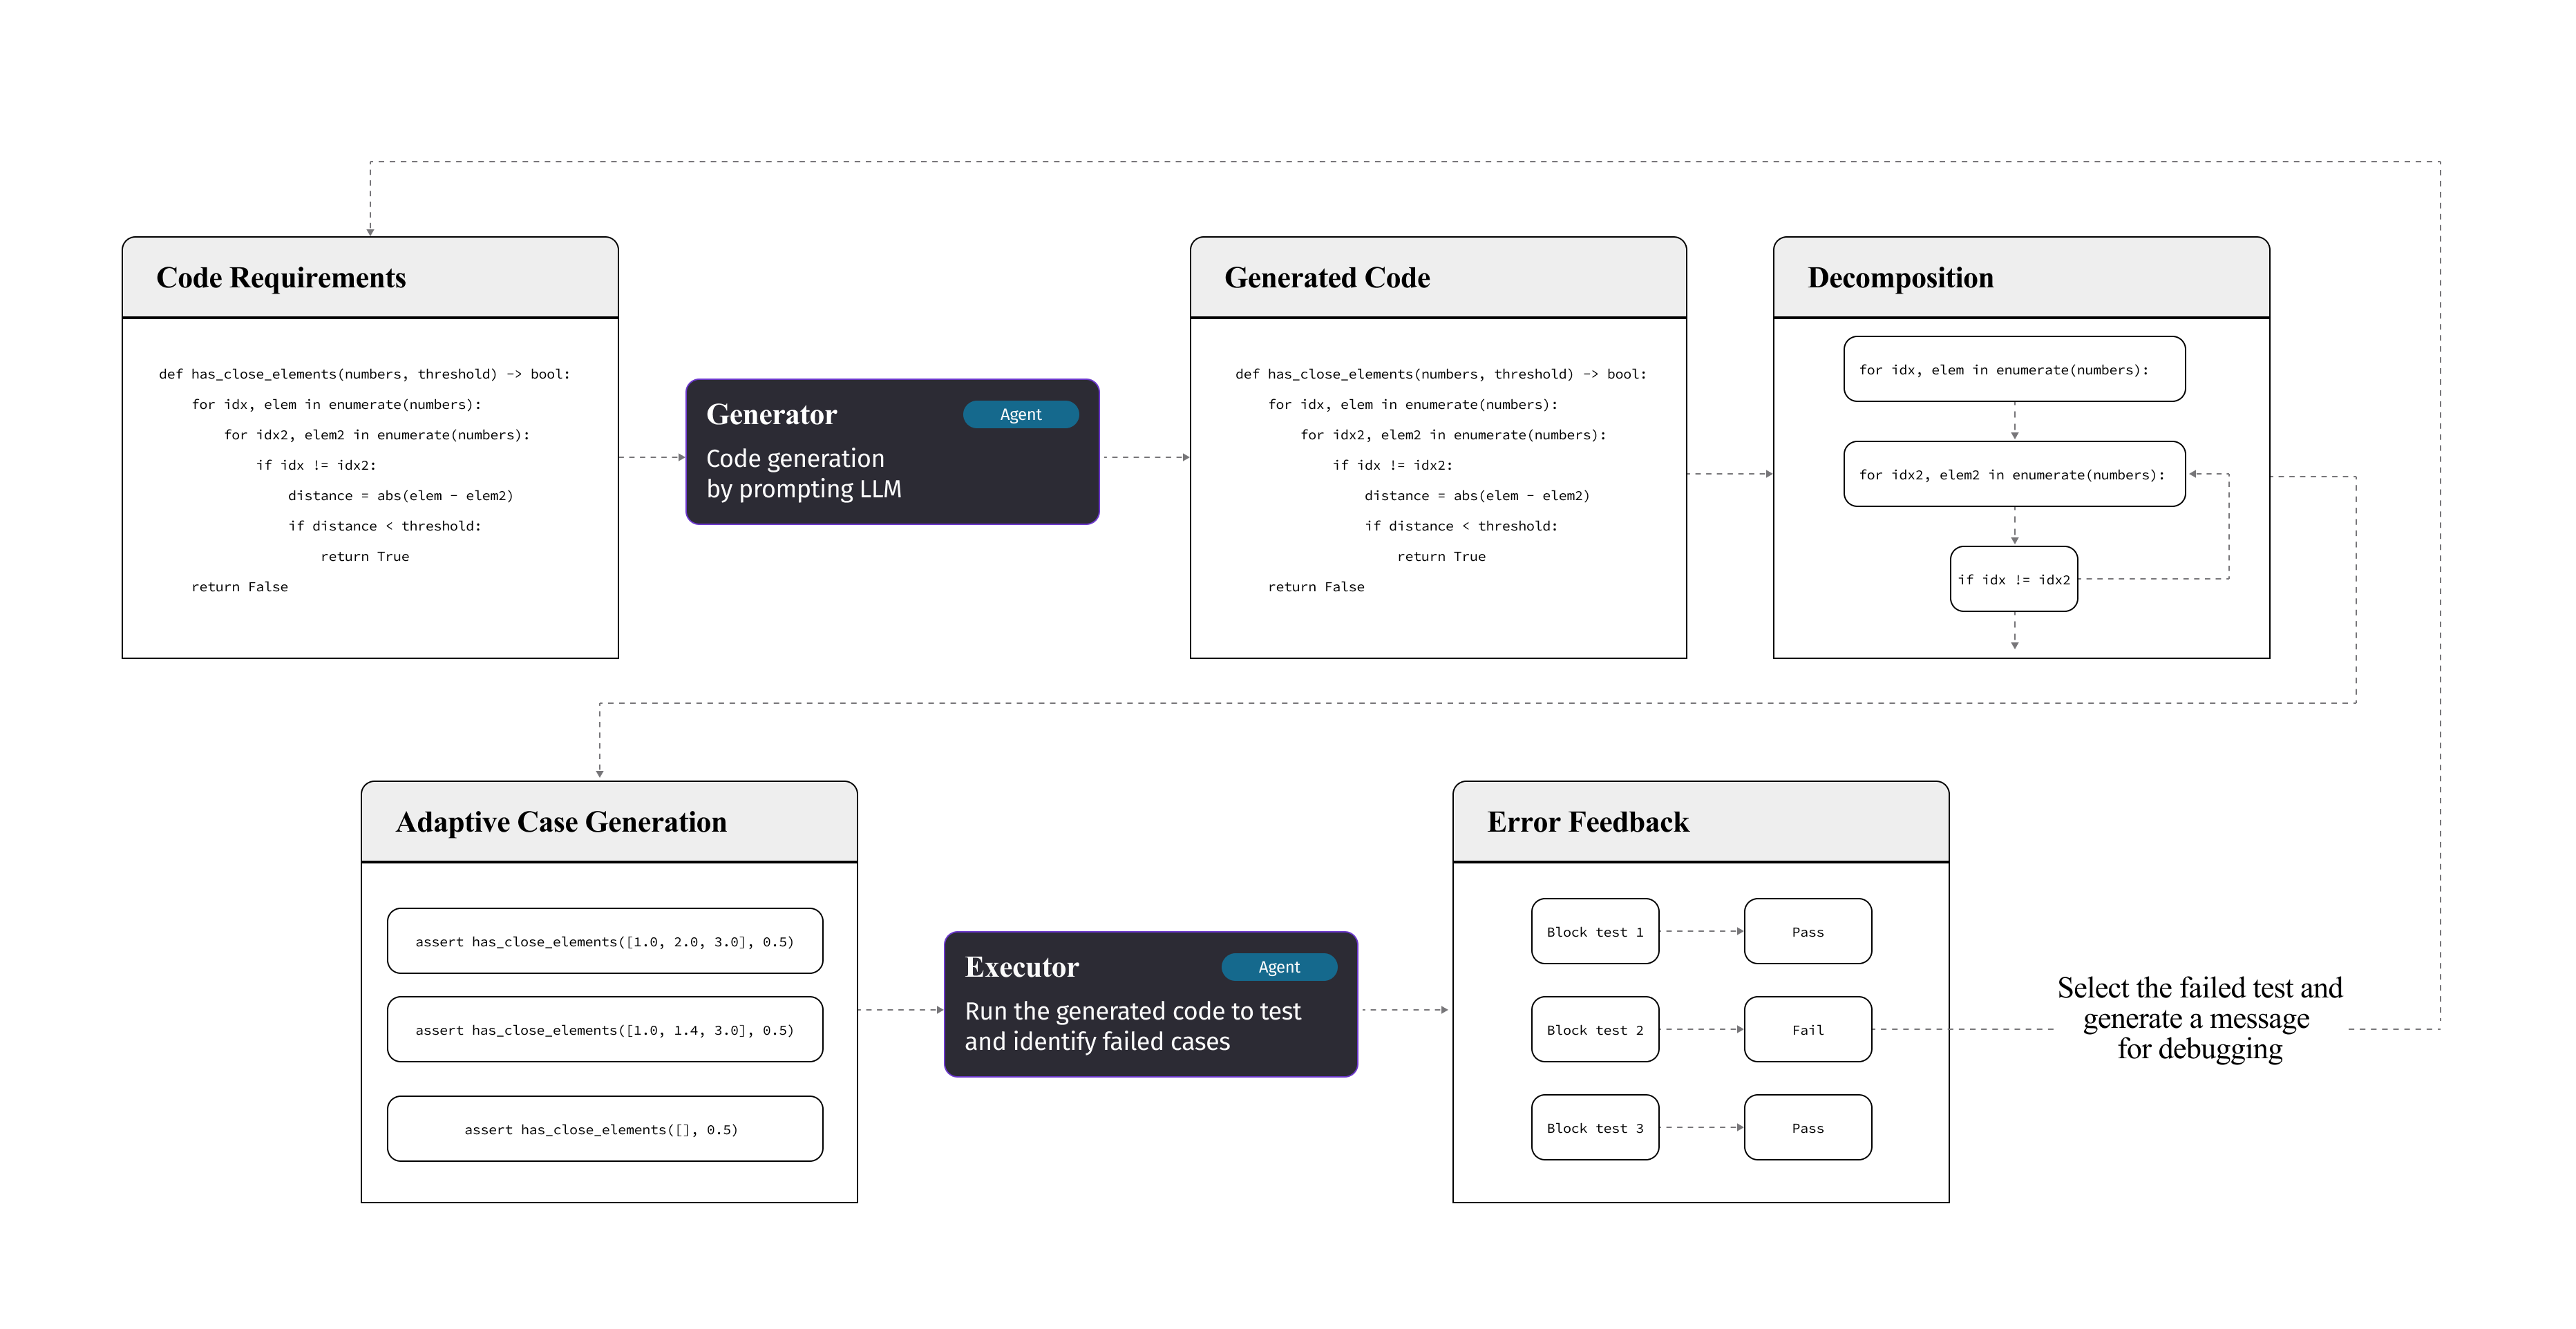 Code Requirements
def has_close_elements(numbers, threshold) -> bool:
for idx, elem in enumerate(numbers):
for idx2, elem2 in enumerate(numbers):
if idx != idx2:
distance = abs(elem - elem2)
if distance < threshold:
return True
return False
Generator
Agent
Code generation
by prompting LLM
Generated Code
def has_close_elements(numbers, threshold) -> bool:
for idx, elem in enumerate(numbers):
for idx2, elem2 in enumerate(numbers):
if idx != idx2:
distance = abs(elem - elem2)
if distance < threshold:
return True
return False
Decomposition
for idx, elem in enumerate(numbers):
for idx2, elem2 in enumerate(numbers):
if idx != idx2
Adaptive Case Generation
assert has_close_elements([1.0, 2.0, 3.0], 0.5)
assert has_close_elements([1.0, 1.4, 3.0], 0.5)
assert has_close_elements([], 0.5)
Executor
Agent
Run the generated code to test
and identify failed cases
Error Feedback
Block test 1
Pass
Block test 2
Fail
Block test 3
Pass
Select the failed test and
generate a message
for debugging